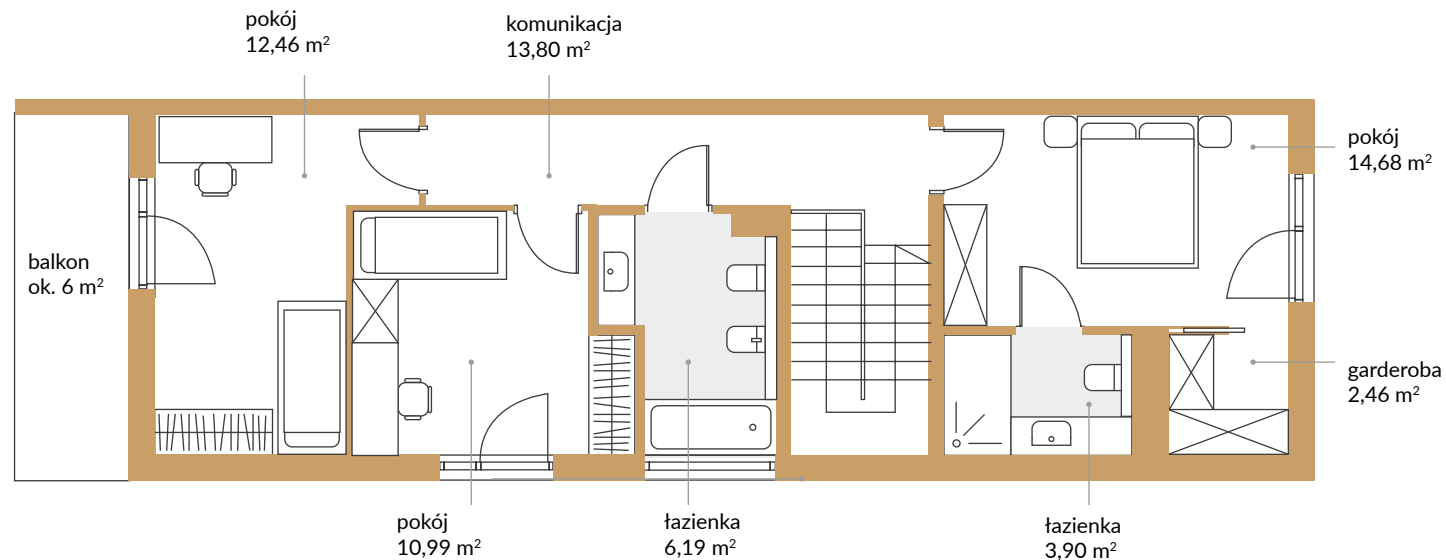 pokój
12,46 m²
komunikacja
13,80 m²
pokój
14,68 m²
balkon
ok. 6 m²
garderoba
2,46 m²
pokój
10,99 m²
łazienka
6,19 m²
łazienka
3,90 m²